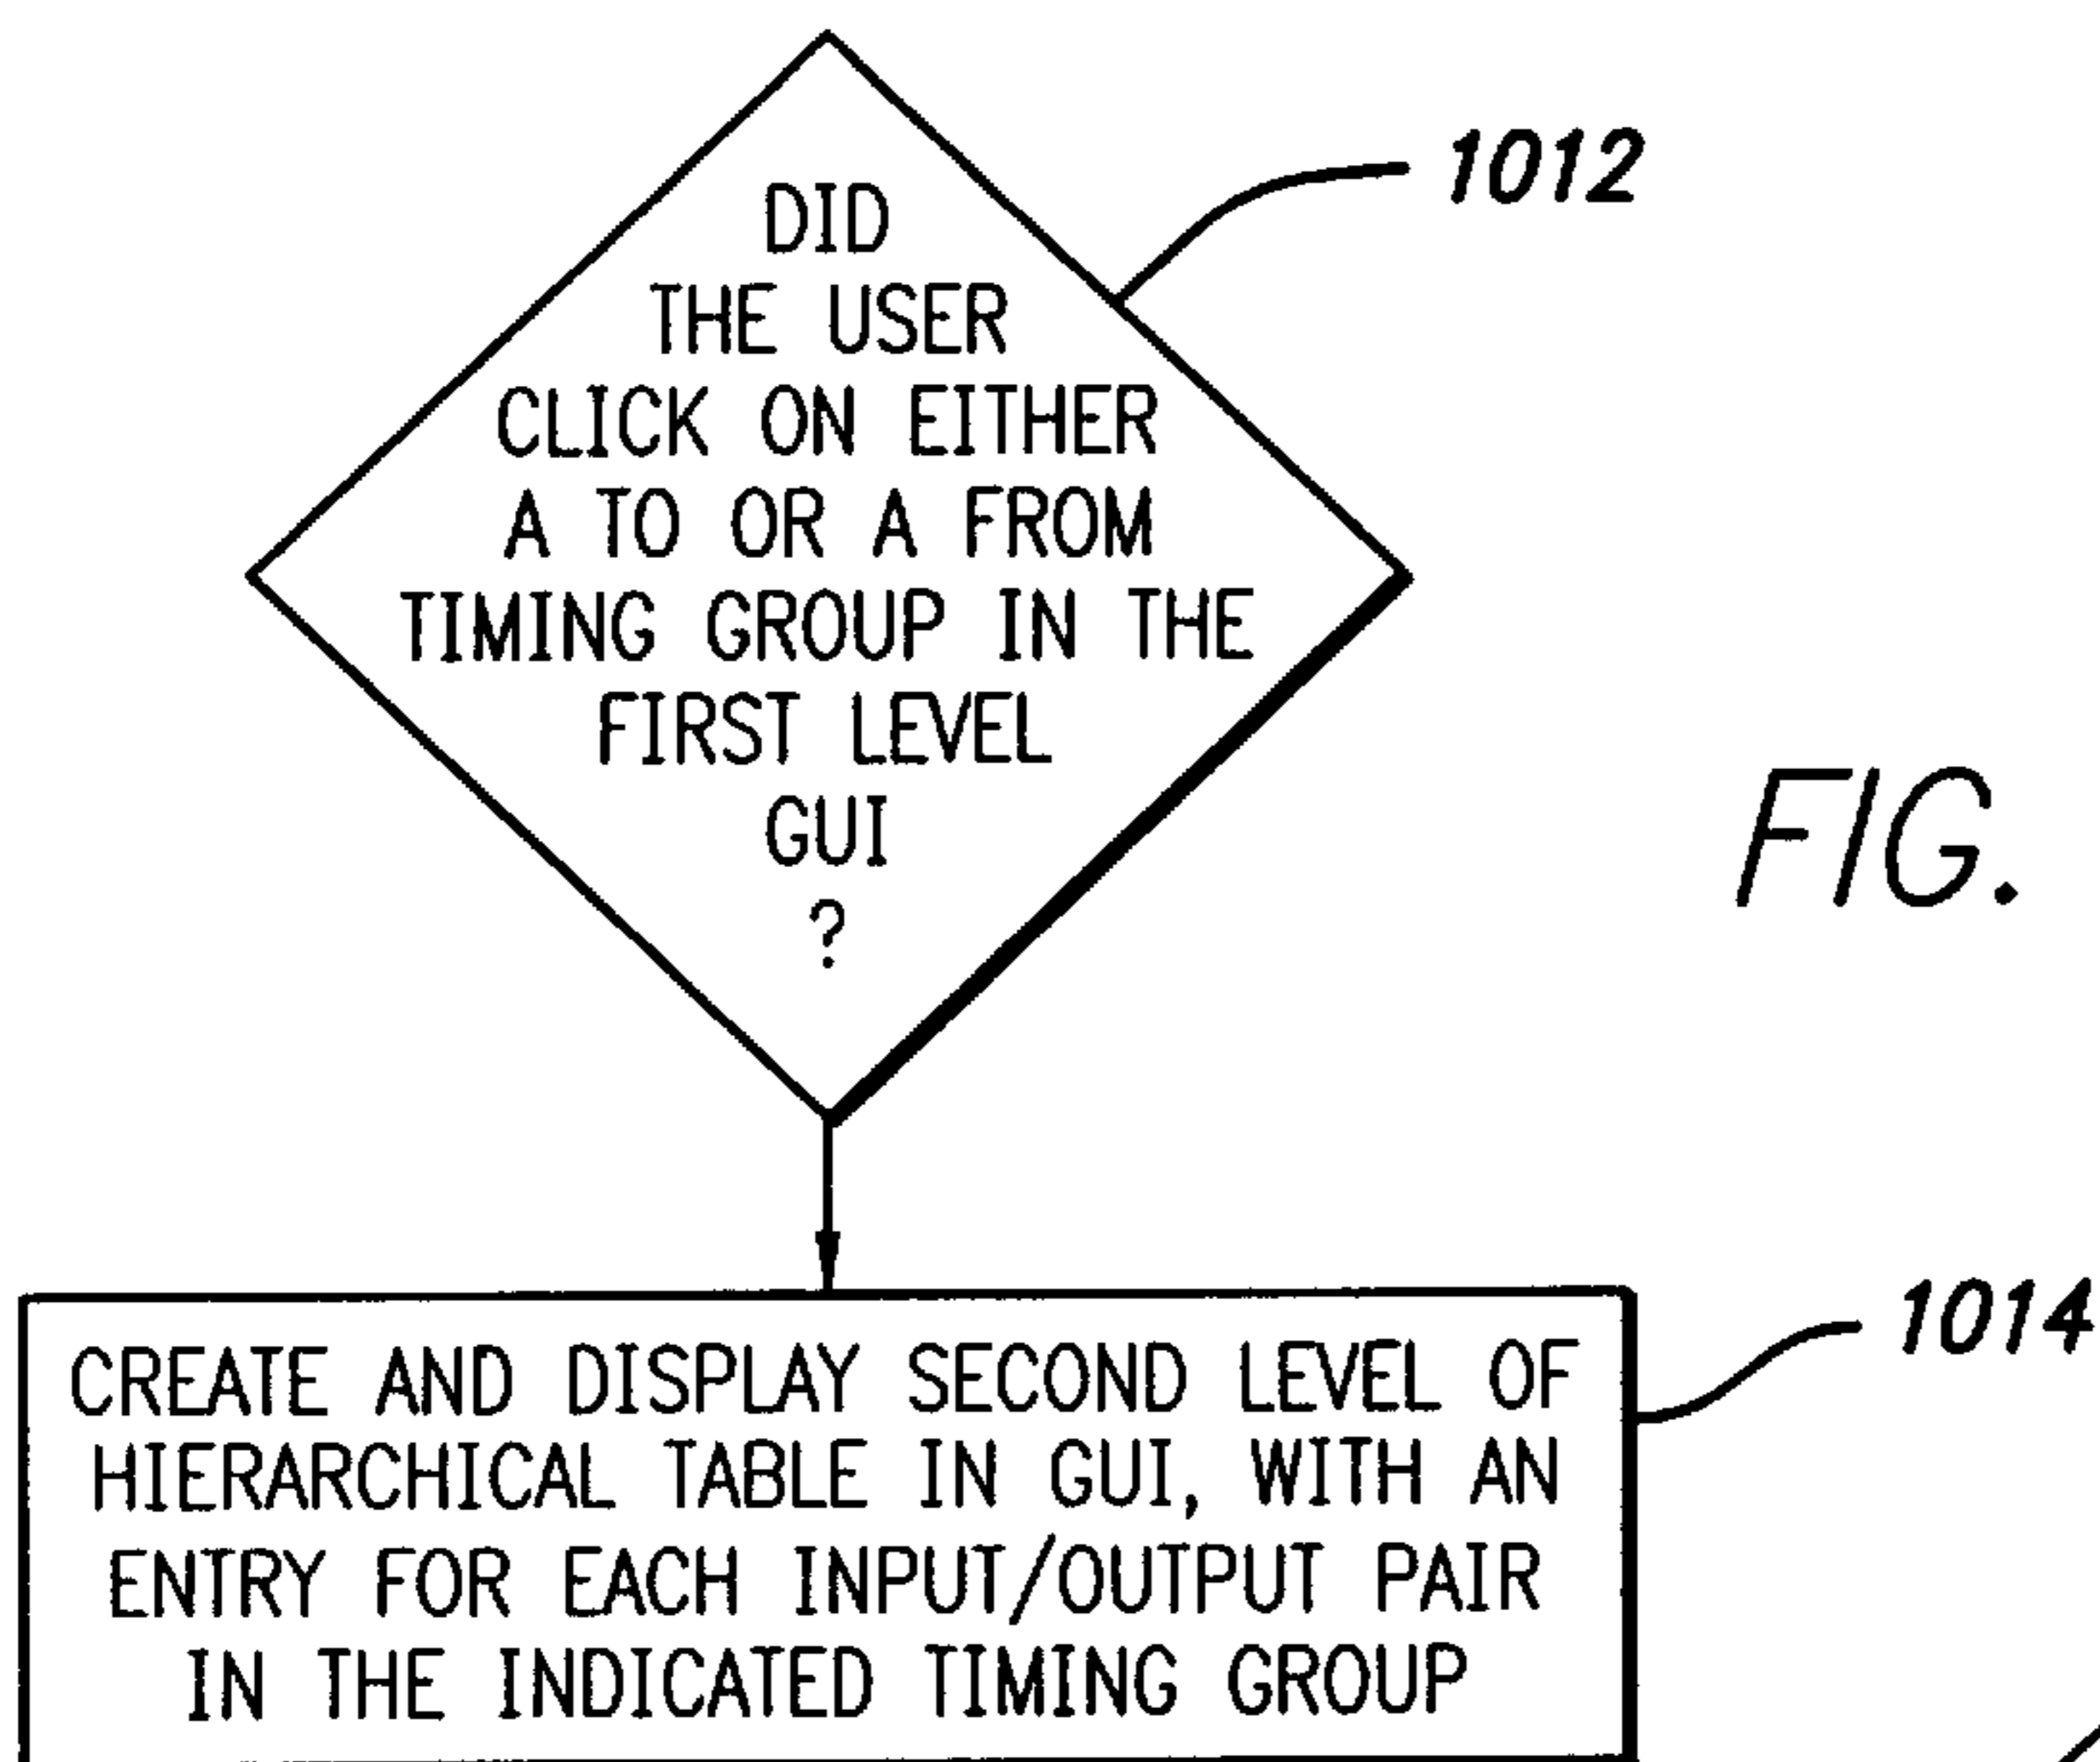 DID
THE USER
CLICK ON EITHER
A TO OR A FROM
TIMING GROUP IN THE
FIRST LEVEL
GUI
?
1012
FIG.
CREATE AND DISPLAY SECOND LEVEL OF
HIERARCHICAL TABLE IN GUI, WITH AN
ENTRY FOR EACH INPUT/OUTPUT PAIR
IN THE INDICATED TIMING GROUP
1014